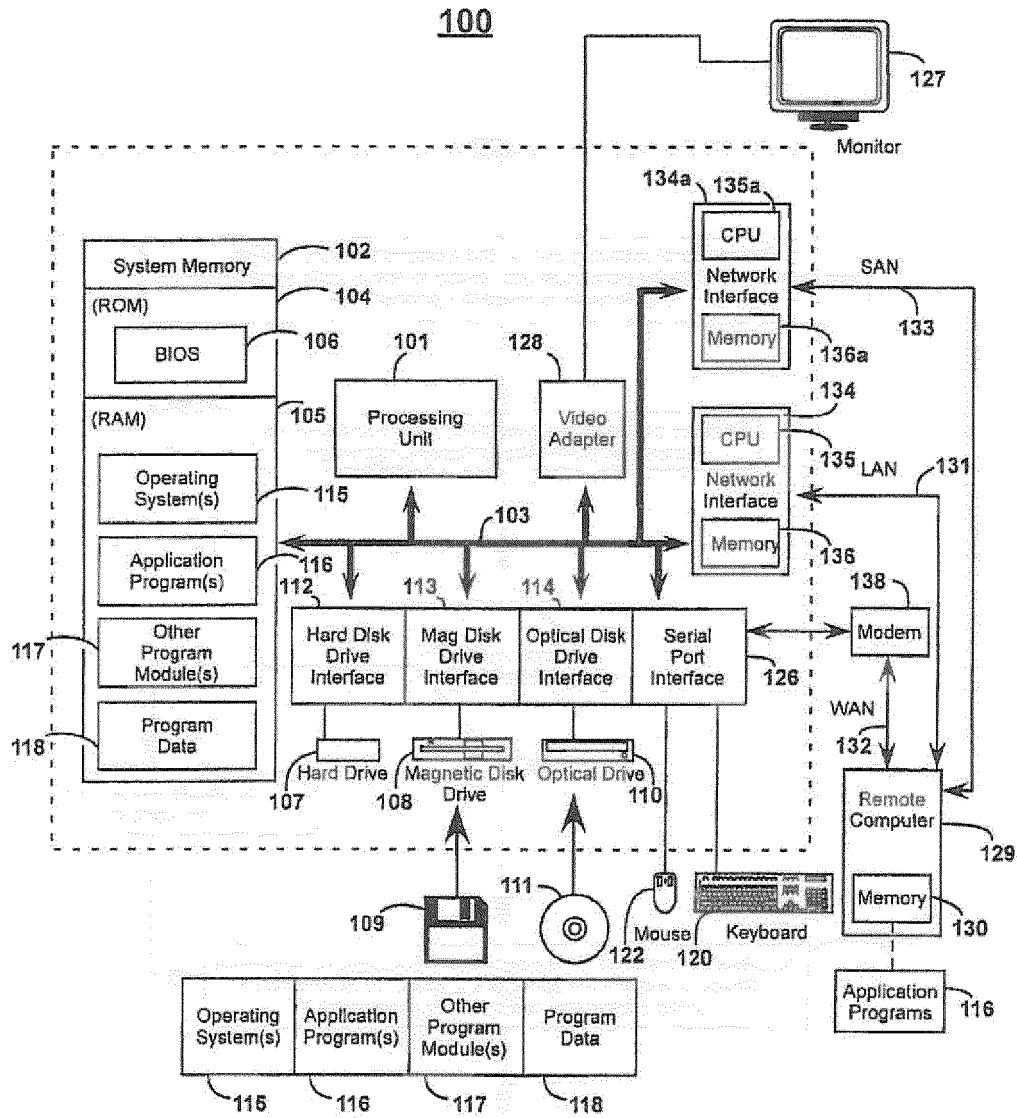 100
127
Monitor
134a
135a
CPU
Network
Interface
Memory
136a
SAN
133
102
System Memory
104
(ROM)
106
BIOS
101
Processing
Unit
128
Video
Adapter
105
(RAM)
134
CPU
135
Network
Interface
Memory
136
LAN
131
Operating
System(s)
115
103
Application
Program(s)
116
112
113
114
138
Modem
Hard Disk
Drive
Interface
Mag Disk
Drive
Interface
Optical Disk
Drive
Interface
Serial
Port
Interface
126
117
Other
Program
Module(s)
WAN
132
118
Program
Data
Hard Drive
107
108
Magnetic Disk
Drive
Optical Drive
110
Remote
Computer
129
Memory
130
109
111
122
Mouse
120
Keyboard
Application
Programs
116
Operating
System(s)
Application
Program(s)
Other
Program
Module(s)
Program
Data
115
116
117
118